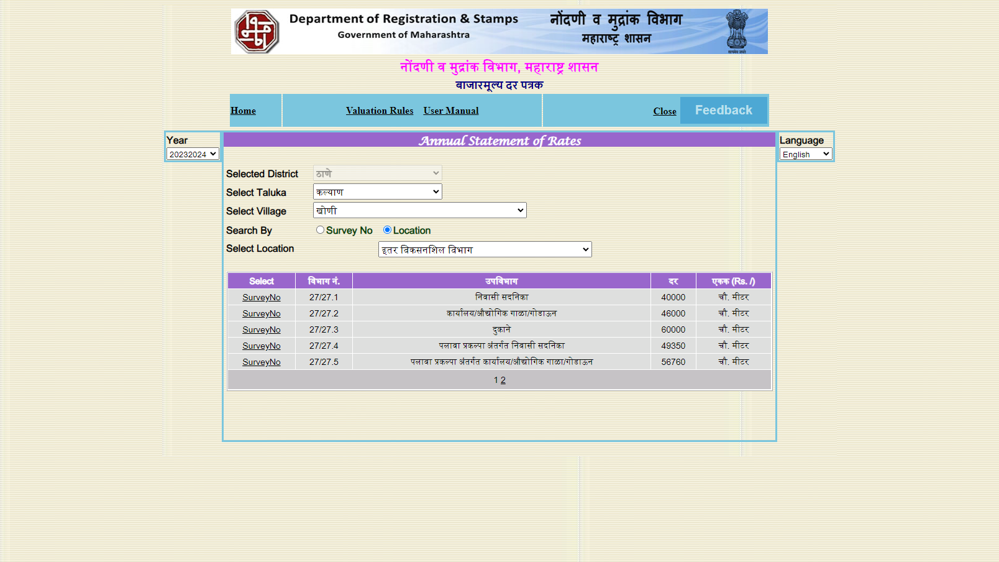 Department of Registration & Stamps
Government of Maharashtra
नोंदणी व मुद्रांक विभाग
महाराष्ट्र शासन
नोंदणी व मुद्रांक विभाग, महाराष्ट्र शासन
बाजारमूल्य दर पत्रक
Home Valuation Rules User Manual Close Feedback
Year
20232024
Annual Statement of Rates
Language
English
Selected District ठाणे
Select Taluka कल्याण
Select Village खोणी
Search By Survey No Location
Select Location इतर विकसनशिल विभाग
Select विभाग नं. उपविभाग दर एकक (Rs. /)
SurveyNo 27/27.1 निवासी सदनिका 40000 चौ. मीटर
SurveyNo 27/27.2 कार्यालय/औद्योगिक गाळा/गोडाऊन 46000 चौ. मीटर
SurveyNo 27/27.3 दुकाने 60000 चौ. मीटर
SurveyNo 27/27.4 पलावा प्रकल्पा अंतर्गत निवासी सदनिका 49350 चौ. मीटर
SurveyNo 27/27.5 पलावा प्रकल्पा अंतर्गत कार्यालय/औद्योगिक गाळा/गोडाऊन 56760 चौ. मीटर
1 2